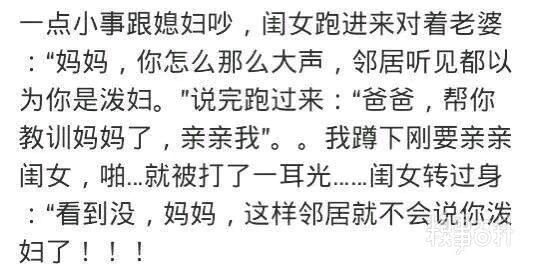 一点小事跟媳妇吵，闺女跑进来对着老婆
：“妈妈，你怎么那么大声，邻居听见都以
为你是泼妇。”说完跑过来：“爸爸，帮你
教训妈妈了，亲亲我”。。我蹲下刚要亲亲
闺女，啪...就被打了一耳光……闺女转过身
：“看到没，妈妈，这样邻居就不会说你泼
妇了！！！